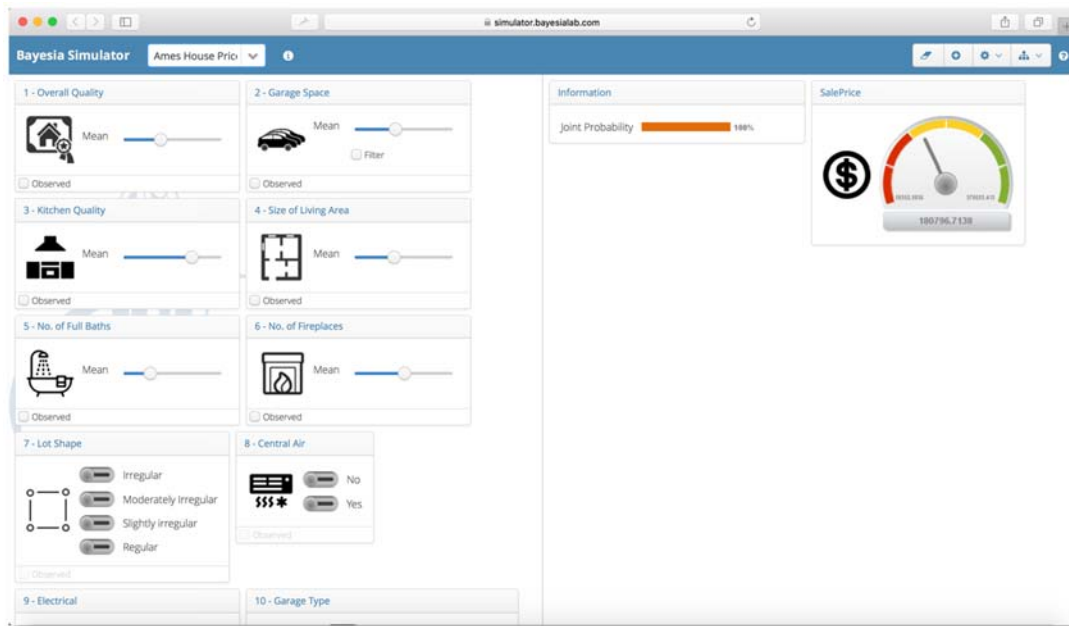 simulator.bayesialab.com
Bayesia Simulator
Ames House Pric
1 - Overall Quality
Mean
Observed
2 - Garage Space
Mean
Filter
Observed
3 - Kitchen Quality
Mean
Observed
4 - Size of Living Area
Mean
Observed
5 - No. of Full Baths
Mean
Observed
6 - No. of Fireplaces
Mean
Observed
7 - Lot Shape
Irregular
Moderately Irregular
Slightly irregular
Regular
Observed
8 - Central Air
No
Yes
Observed
9 - Electrical
10 - Garage Type
Information
Joint Probability 100%
SalePrice
180796.7138